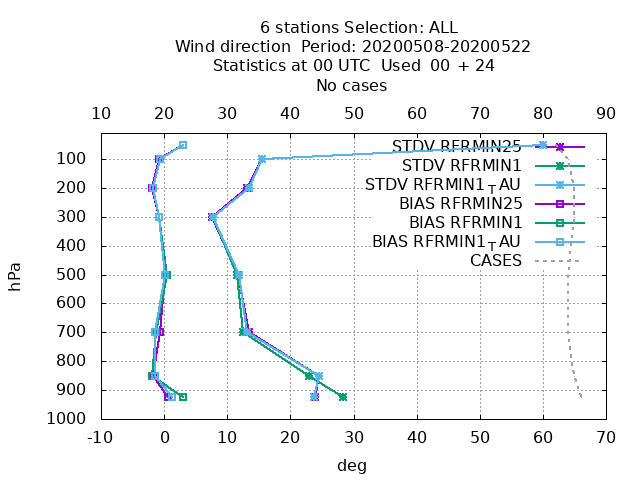 6 stations Selection: ALL
Wind direction  Period: 20200508-20200522
Statistics at 00 UTC  Used  00 + 24
No cases
10 20 30 40 50 60 70 80 90
100
200
300
400
500
600
700
800
900
1000
hPa
STDV RFRMIN25
STDV RFRMIN1
STDV RFRMIN1TAU
BIAS RFRMIN25
BIAS RFRMIN1
BIAS RFRMIN1TAU
CASES
-10 0 10 20 30 40 50 60 70
deg